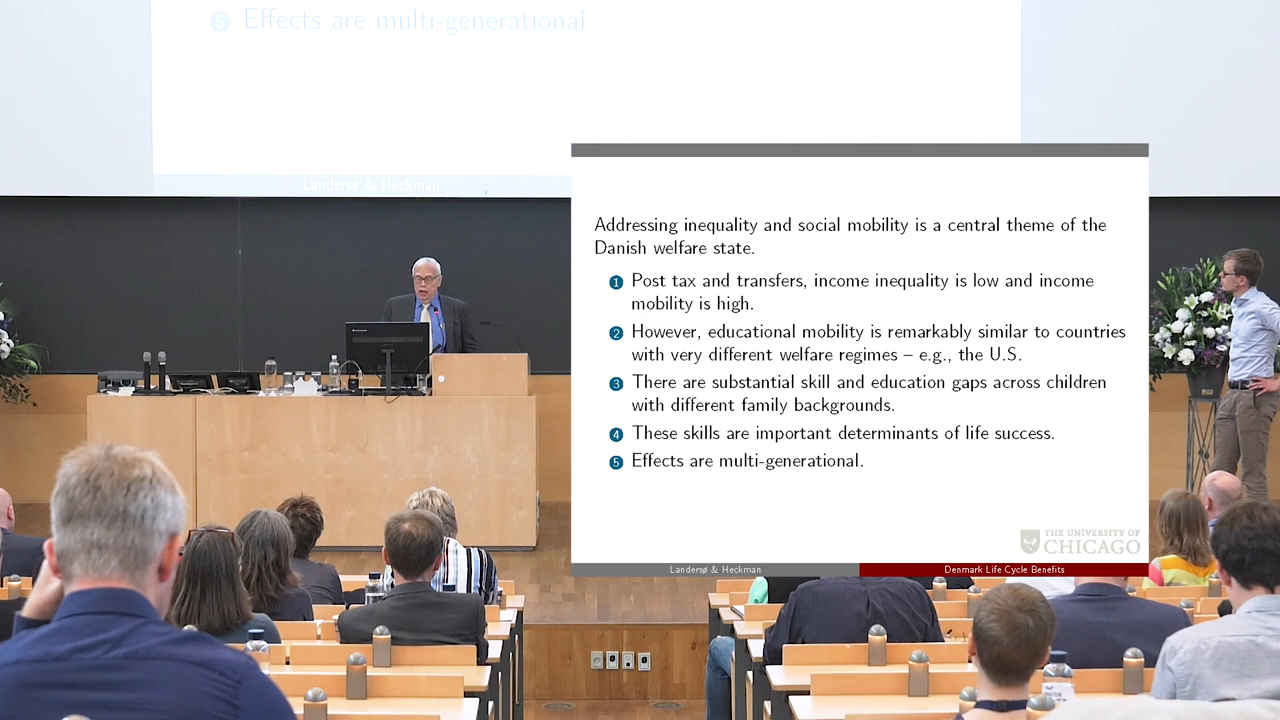 5 Effects are multi-generational.
Landersø & Heckman
Addressing inequality and social mobility is a central theme of the
Danish welfare state.
1 Post tax and transfers, income inequality is low and income
mobility is high.
2 However, educational mobility is remarkably similar to countries
with very different welfare regimes – e.g., the U.S.
3 There are substantial skill and education gaps across children
with different family backgrounds.
4 These skills are important determinants of life success.
5 Effects are multi-generational.
THE UNIVERSITY OF
CHICAGO
Landersø & Heckman
Denmark Life Cycle Benefits